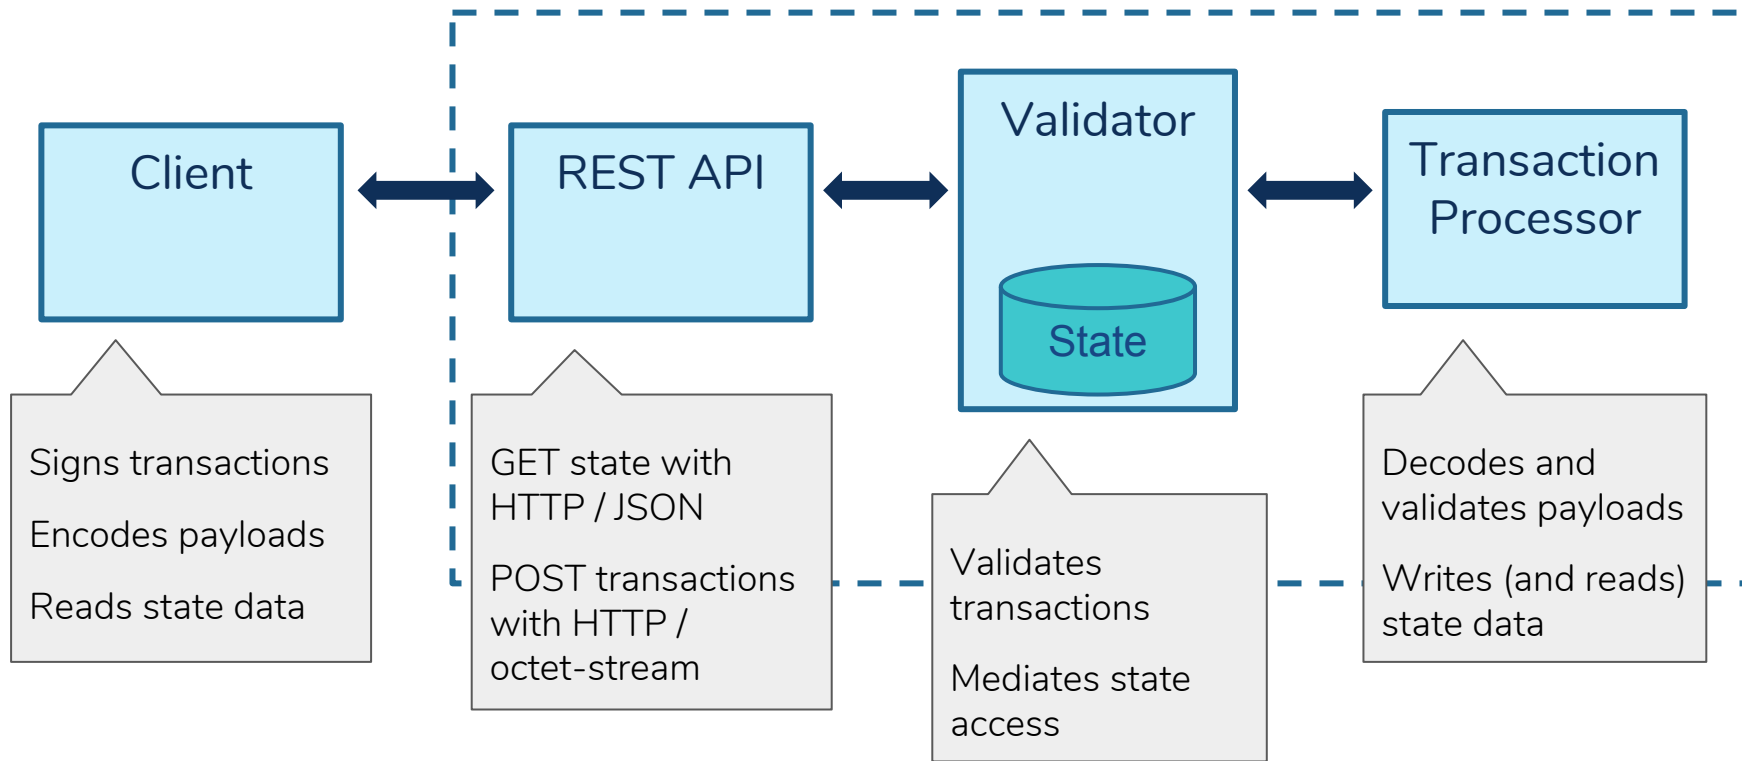 Client
REST API
Validator
State
Transaction
Processor
Signs transactions
Encodes payloads
Reads state data
GET state with
HTTP / JSON
POST transactions
with HTTP /
octet-stream
Validates
transactions
Mediates state
access
Decodes and
validates payloads
Writes (and reads)
state data